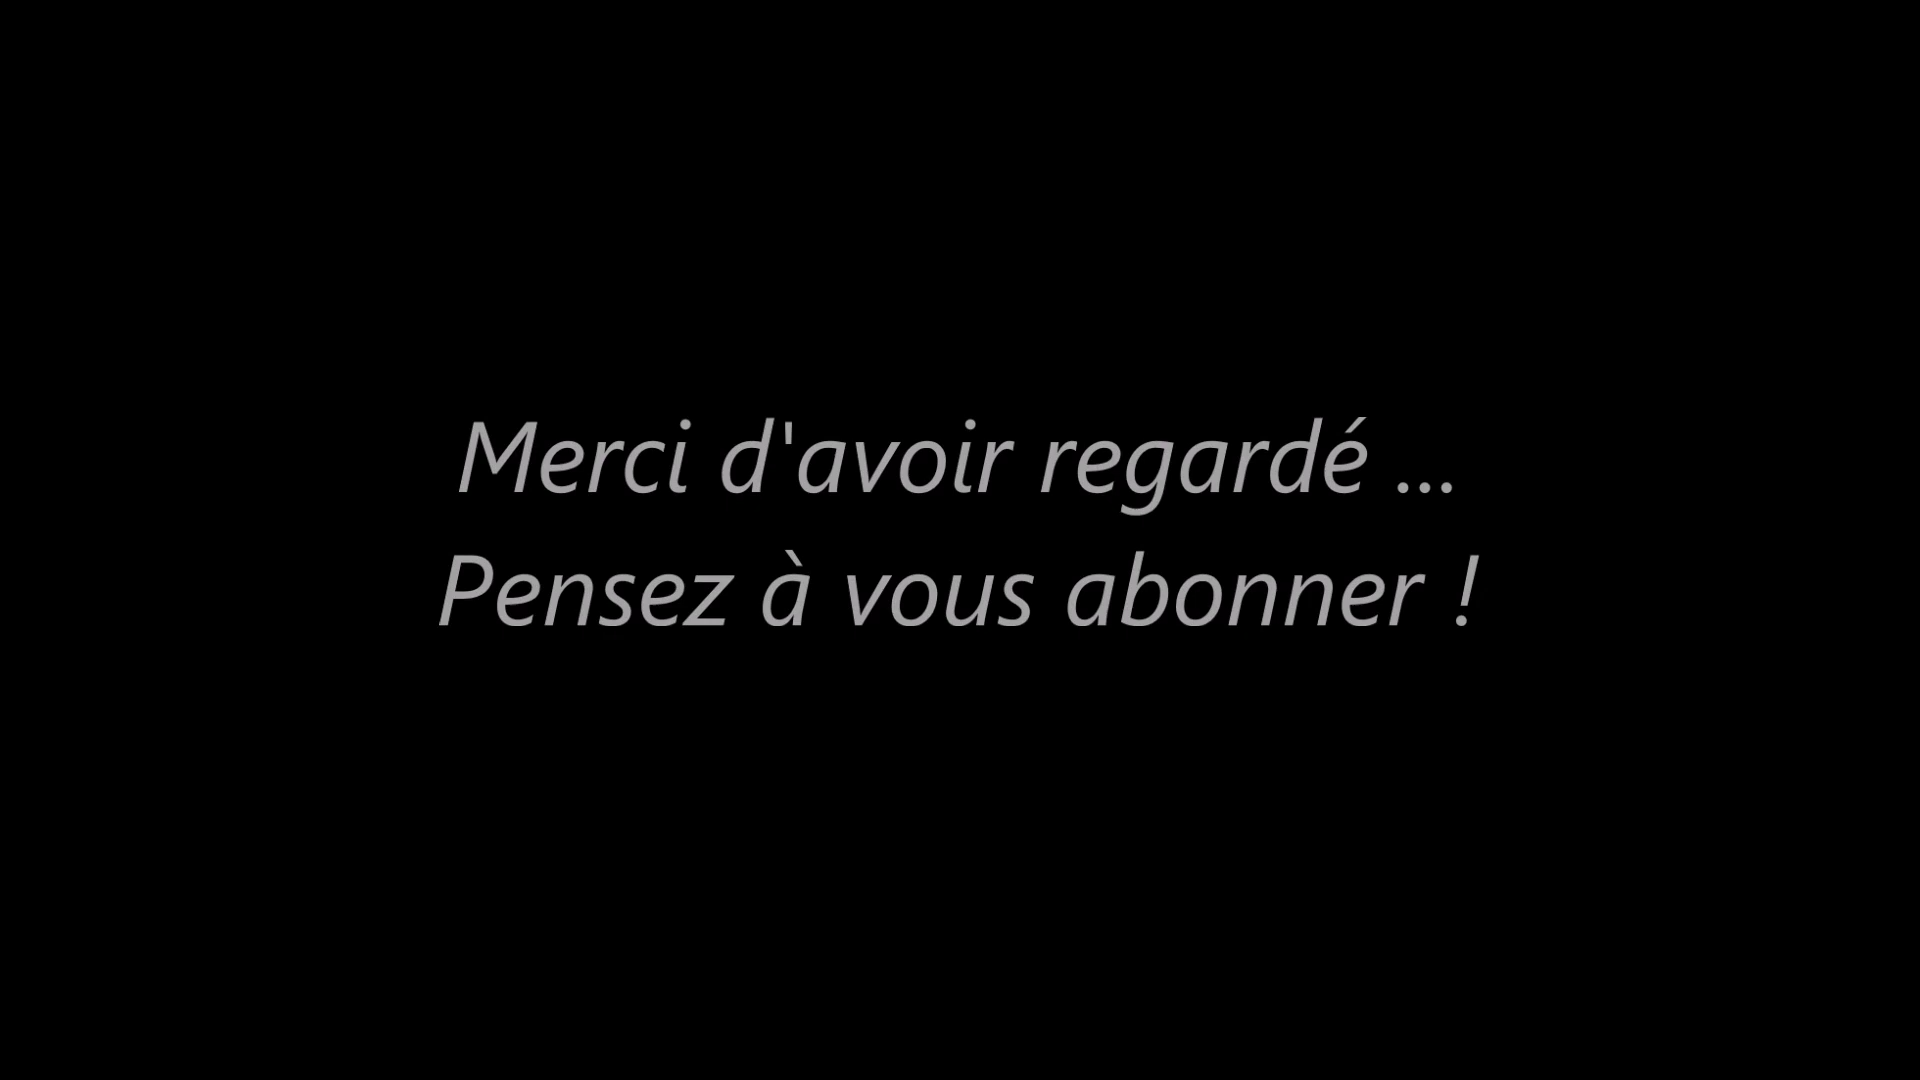 Merci d'avoir regardé ...
Pensez à vous abonner !